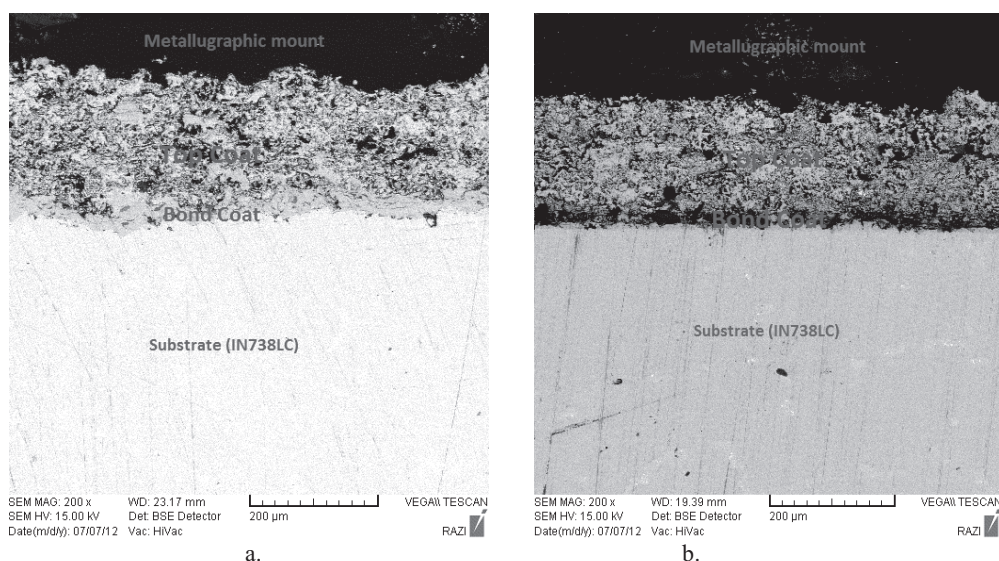 Metallugraphic mount
Top Coat
Bond Coat
Substrate (IN738LC)
SEM MAG: 200 x WD: 23.17 mm VEGA\\ TESCAN
SEM HV: 15.00 kV Det: BSE Detector 200 µm
Date(m/d/y): 07/07/12 Vac: HiVac RAZI
a.
Metallugraphic mount
Top Coat
Bond Coat
Substrate (IN738LC)
SEM MAG: 200 x WD: 19.39 mm VEGA\\ TESCAN
SEM HV: 15.00 kV Det: BSE Detector 200 µm
Date(m/d/y): 07/07/12 Vac: HiVac RAZI
b.